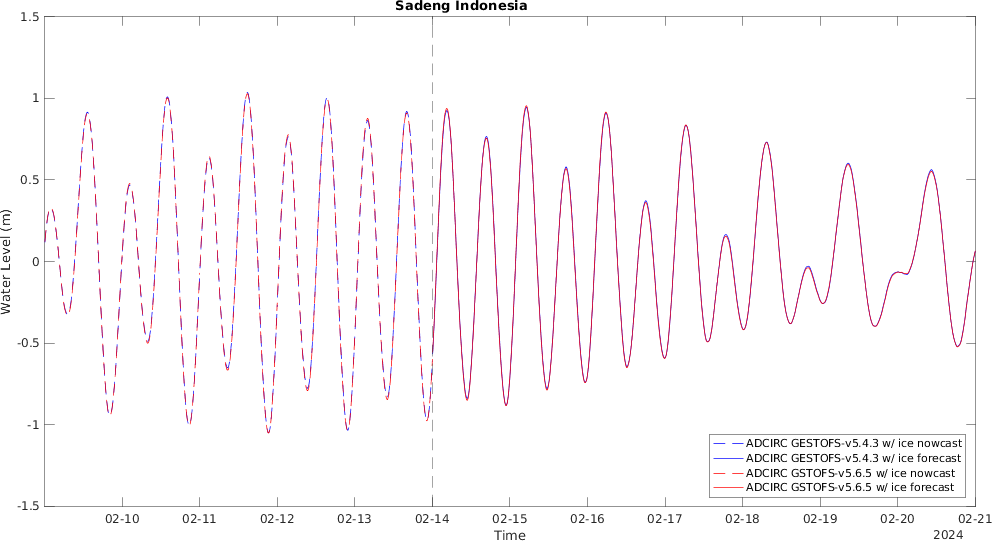 Sadeng Indonesia
1.5
1
0.5
0
-0.5
-1
-1.5
Water Level (m)
02-10 02-11 02-12 02-13 02-14 02-15 02-16 02-17 02-18 02-19 02-20 02-21
Time
2024
ADCIRC GESTOFS-v5.4.3 w/ ice nowcast
ADCIRC GESTOFS-v5.4.3 w/ ice forecast
ADCIRC GSTOFS-v5.6.5 w/ ice nowcast
ADCIRC GSTOFS-v5.6.5 w/ ice forecast